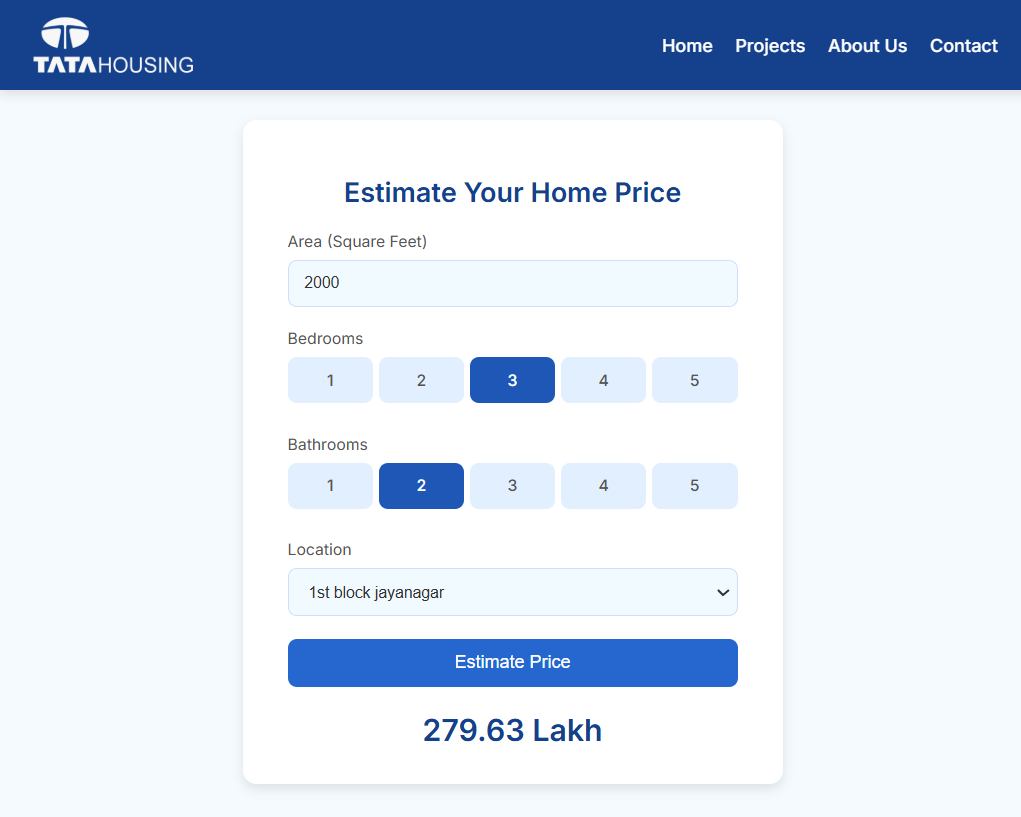 TATA HOUSING
Home Projects About Us Contact
Estimate Your Home Price
Area (Square Feet)
2000
Bedrooms
1 2 3 4 5
Bathrooms
1 2 3 4 5
Location
1st block jayanagar
Estimate Price
279.63 Lakh